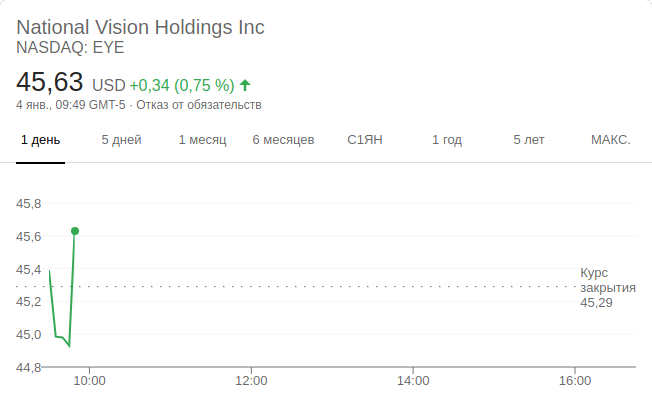 National Vision Holdings Inc
NASDAQ: EYE
45,63 USD +0,34 (0,75 %)
4 янв., 09:49 GMT-5 · Отказ от обязательств
1 день 5 дней 1 месяц 6 месяцев С1ЯН 1 год 5 лет МАКС.
45,8
45,6
45,4
45,2
45,0
44,8
Курс
закрытия
45,29
10:00 12:00 14:00 16:00